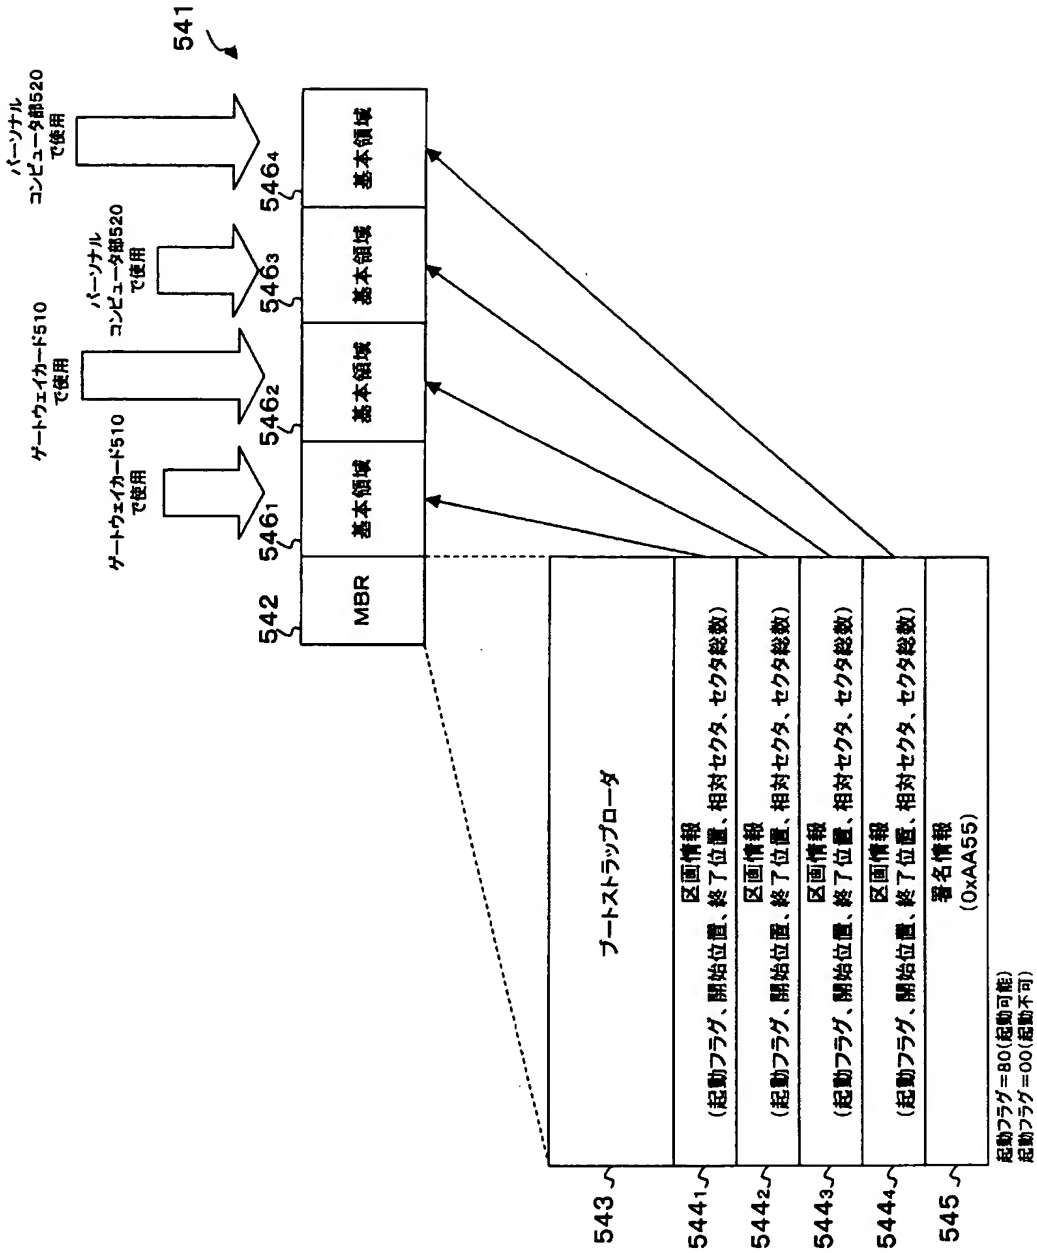 541
パーソナル
コンピュータ部520
で使用
パーソナル
コンピュータ部520
で使用
ゲートウェイカード510
で使用
ゲートウェイカード510
で使用
542
546₁
546₂
546₃
546₄
MBR
基本領域
基本領域
基本領域
基本領域
543
ブートストラップローダ
544₁
区画情報
(起動フラグ、開始位置、終了位置、相対セクタ、セクタ総数)
544₂
区画情報
(起動フラグ、開始位置、終了位置、相対セクタ、セクタ総数)
544₃
区画情報
(起動フラグ、開始位置、終了位置、相対セクタ、セクタ総数)
544₄
区画情報
(起動フラグ、開始位置、終了位置、相対セクタ、セクタ総数)
545
署名情報
(0xAA55)
起動フラグ=80(起動可能)
起動フラグ=00(起動不可)